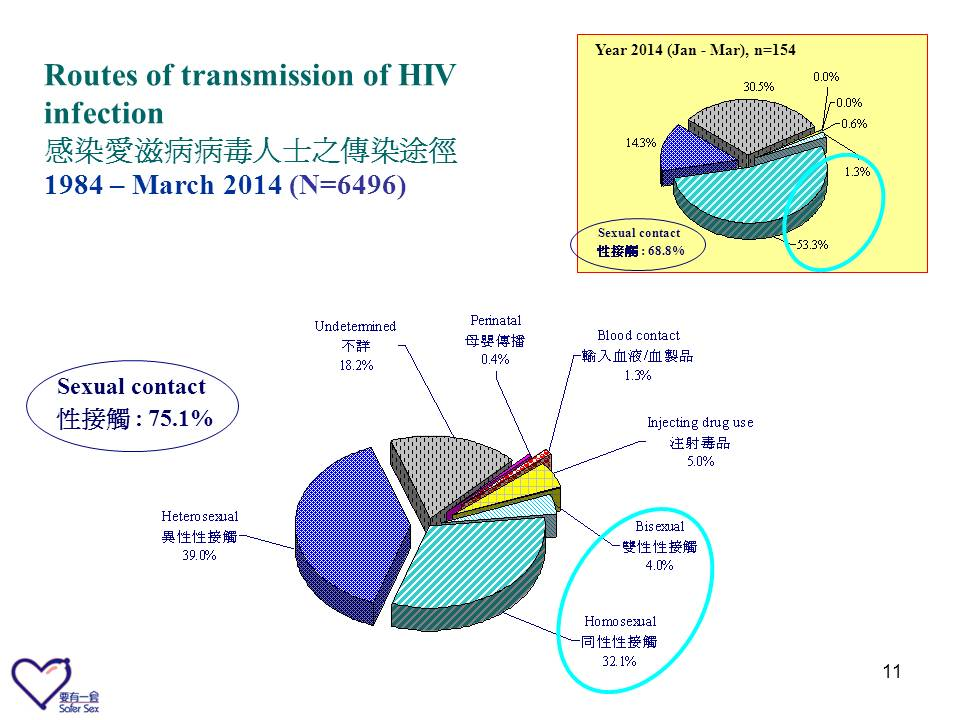 Routes of transmission of HIV
infection
感染愛滋病病毒人士之傳染途徑
1984 – March 2014 (N=6496)
Year 2014 (Jan - Mar), n=154
30.5%
0.0%
0.0%
0.6%
14.3%
1.3%
53.3%
Sexual contact
性接觸 : 68.8%
Sexual contact
性接觸 : 75.1%
Undetermined
不詳
18.2%
Perinatal
母嬰傳播
0.4%
Blood contact
輸入血液/血製品
1.3%
Injecting drug use
注射毒品
5.0%
Heterosexual
異性性接觸
39.0%
Bisexual
雙性性接觸
4.0%
Homosexual
同性性接觸
32.1%
要有一套
Safer Sex
11